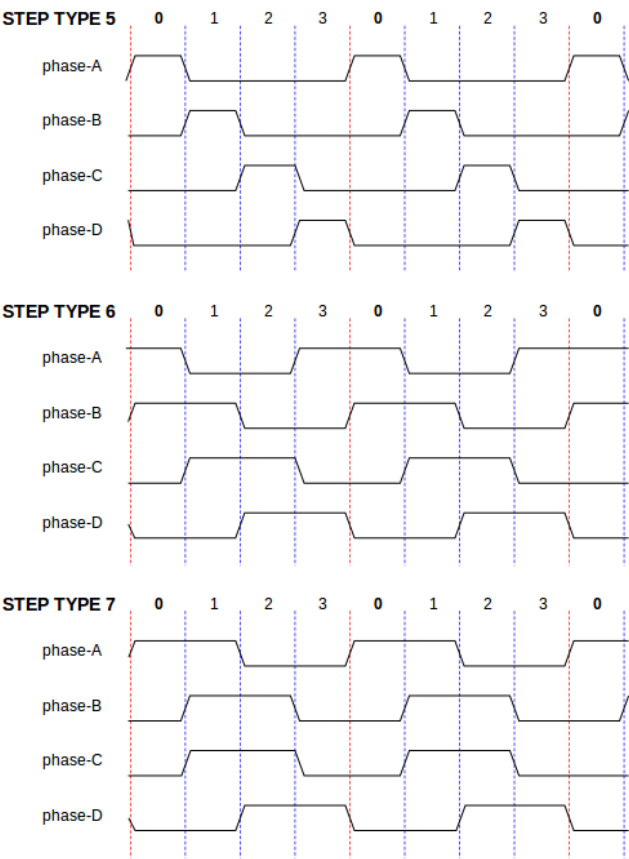 STEP TYPE 5 0 1 2 3 0 1 2 3 0
phase-A
phase-B
phase-C
phase-D
STEP TYPE 6 0 1 2 3 0 1 2 3 0
phase-A
phase-B
phase-C
phase-D
STEP TYPE 7 0 1 2 3 0 1 2 3 0
phase-A
phase-B
phase-C
phase-D